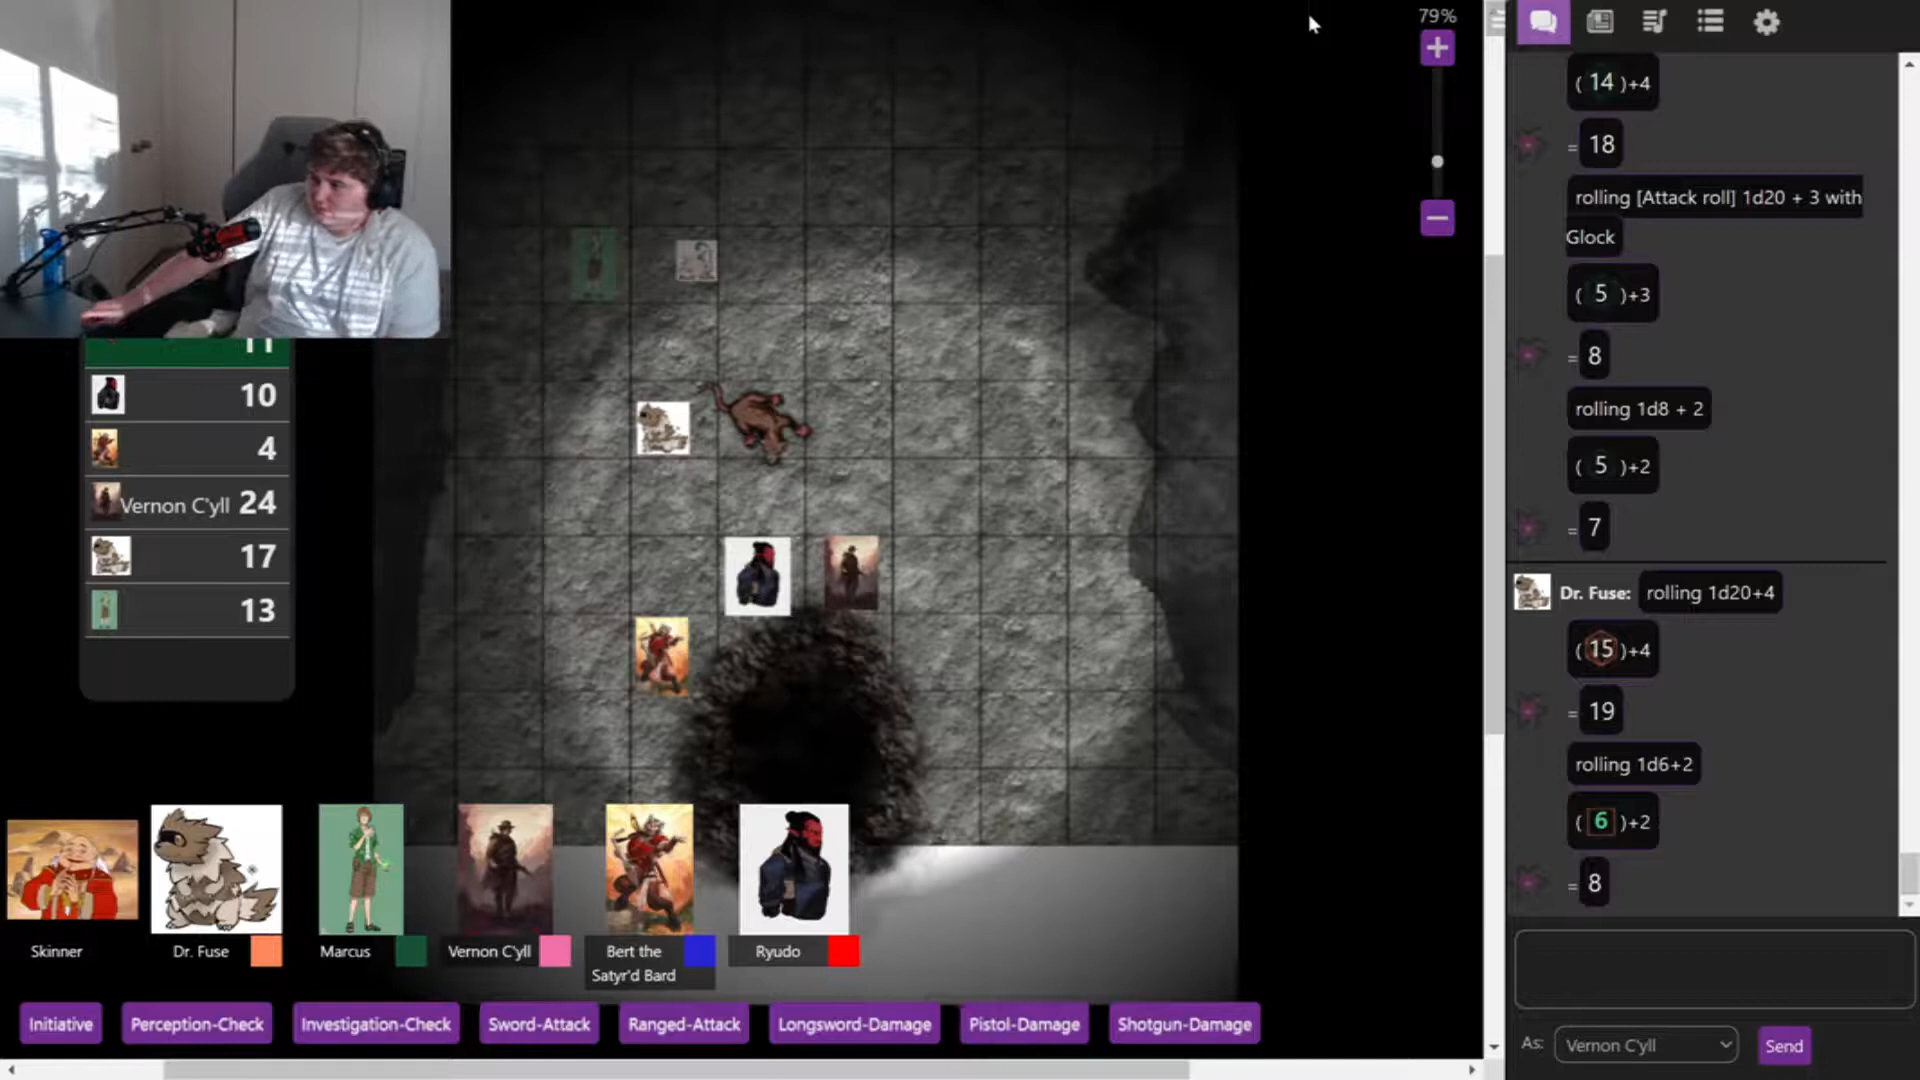 79%
( 14 )+4
= 18
rolling [Attack roll] 1d20 + 3 with
Glock
( 5 )+3
= 8
rolling 1d8 + 2
( 5 )+2
= 7
Dr. Fuse: rolling 1d20+4
( 15 )+4
= 19
rolling 1d6+2
( 6 )+2
= 8
As: Vernon C'yll
Send
11
10
4
Vernon C'yll 24
17
13
Skinner
Dr. Fuse
Marcus
Vernon C'yll
Bert the
Satyr'd Bard
Ryudo
Initiative
Perception-Check
Investigation-Check
Sword-Attack
Ranged-Attack
Longsword-Damage
Pistol-Damage
Shotgun-Damage